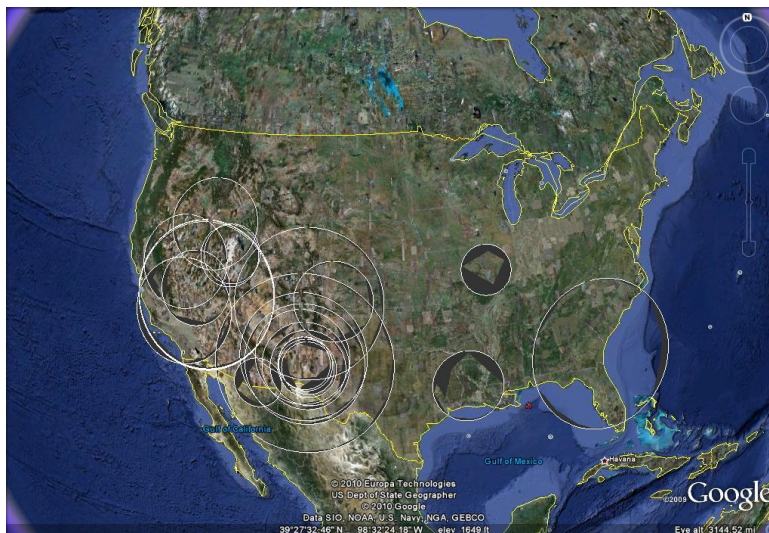 N
Gulf of California
Gulf of Mexico
Havana
© 2010 Europa Technologies
US Dept of State Geographer
© 2010 Google
Data SIO, NOAA, U.S. Navy, NGA, GEBCO
©2009 Google
39°27'32.46" N 98°32'24.18" W elev 1649 ft
Eye alt 3144.52 mi